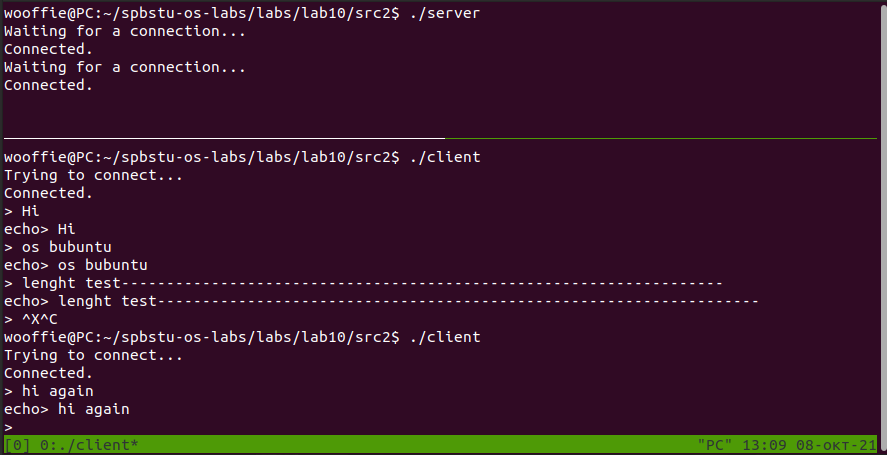 wooffie@PC:~/spbstu-os-labs/labs/lab10/src2$ ./server
Waiting for a connection...
Connected.
Waiting for a connection...
Connected.
wooffie@PC:~/spbstu-os-labs/labs/lab10/src2$ ./client
Trying to connect...
Connected.
> Hi
echo> Hi
> os bubuntu
echo> os bubuntu
> lenght test-------------------------------------------------------------------
echo> lenght test-------------------------------------------------------------------
> ^X^C
wooffie@PC:~/spbstu-os-labs/labs/lab10/src2$ ./client
Trying to connect...
Connected.
> hi again
echo> hi again
>
[0] 0:./client* "PC" 13:09 08-окт-21